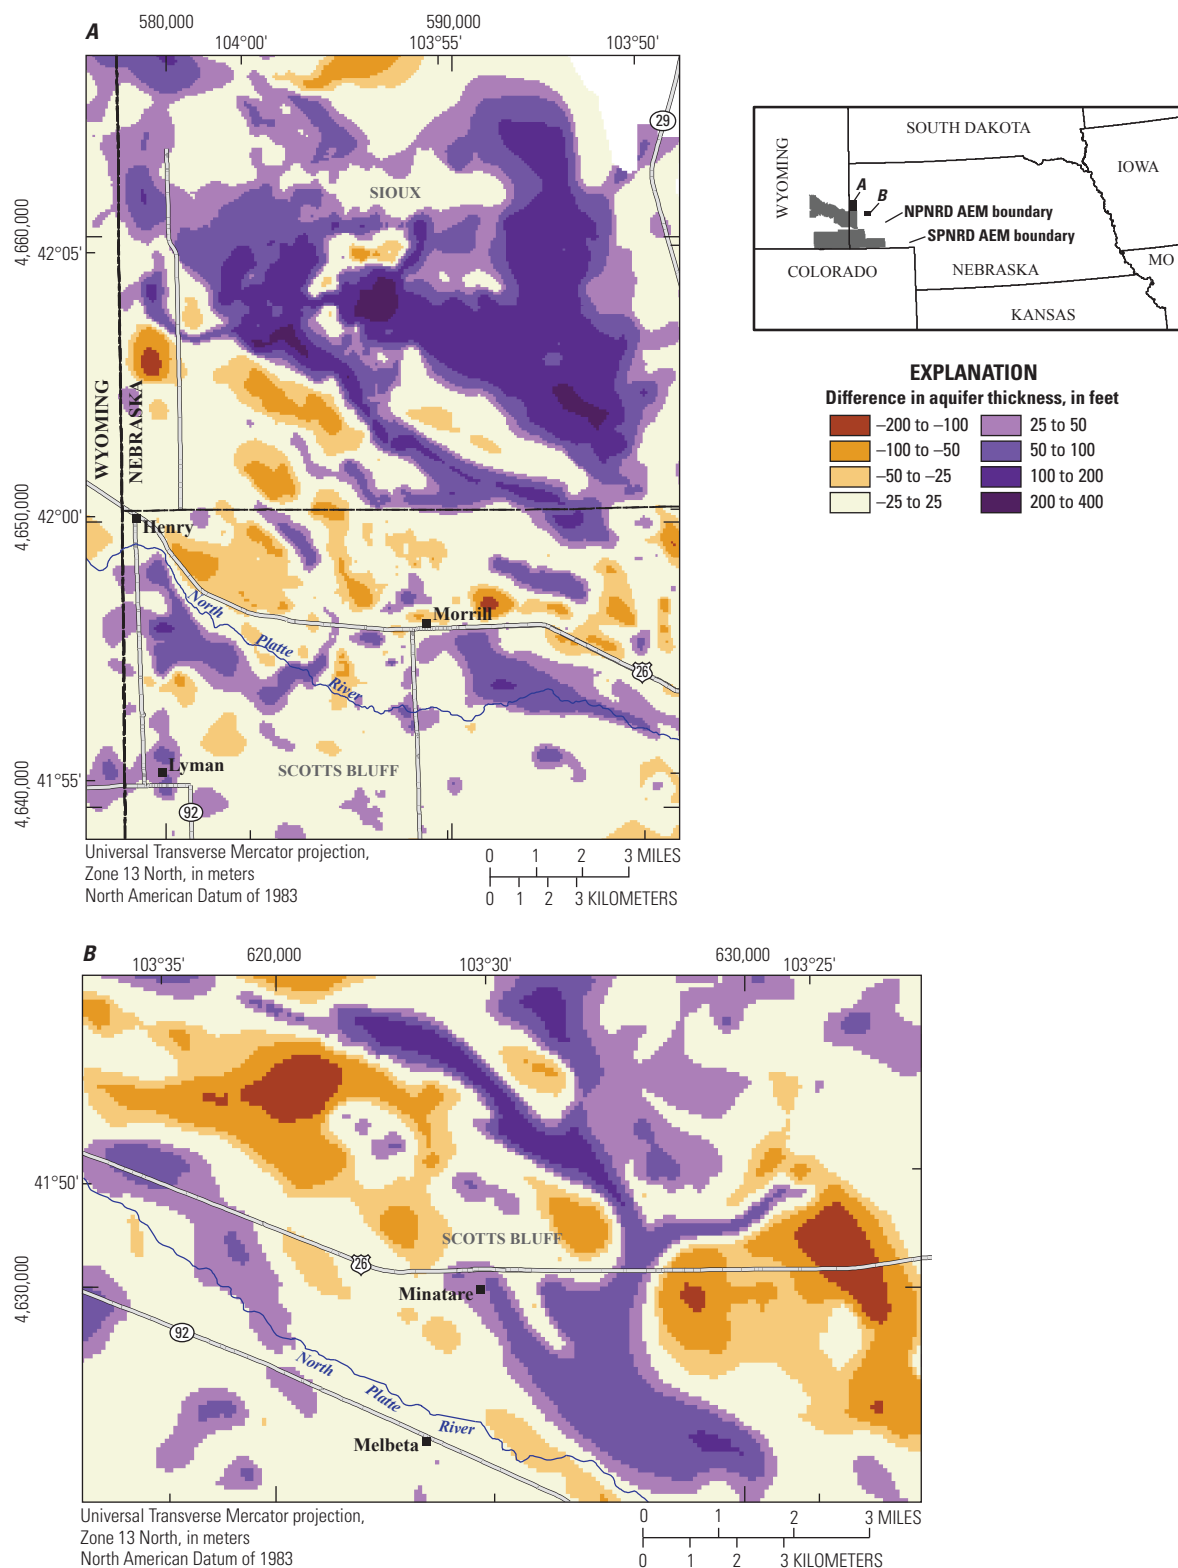 A
580,000
590,000
104°00'
103°55'
103°50'
29
SIOUX
4,660,000
42°05'
WYOMING
NEBRASKA
4,650,000
42°00'
Henry
North
Platte
River
Morrill
26
Lyman
SCOTTS BLUFF
41°55'
4,640,000
92
Universal Transverse Mercator projection,
Zone 13 North, in meters
North American Datum of 1983
0 1 2 3 MILES
0 1 2 3 KILOMETERS
SOUTH DAKOTA
WYOMING
IOWA
A
B
NPNRD AEM boundary
SPNRD AEM boundary
MO
COLORADO
NEBRASKA
KANSAS
EXPLANATION
Difference in aquifer thickness, in feet
–200 to –100
–100 to –50
–50 to –25
–25 to 25
25 to 50
50 to 100
100 to 200
200 to 400
B
103°35'
620,000
103°30'
630,000
103°25'
41°50'
SCOTTS BLUFF
26
4,630,000
Minatare
92
North
Platte
River
Melbeta
Universal Transverse Mercator projection,
Zone 13 North, in meters
North American Datum of 1983
0 1 2 3 MILES
0 1 2 3 KILOMETERS